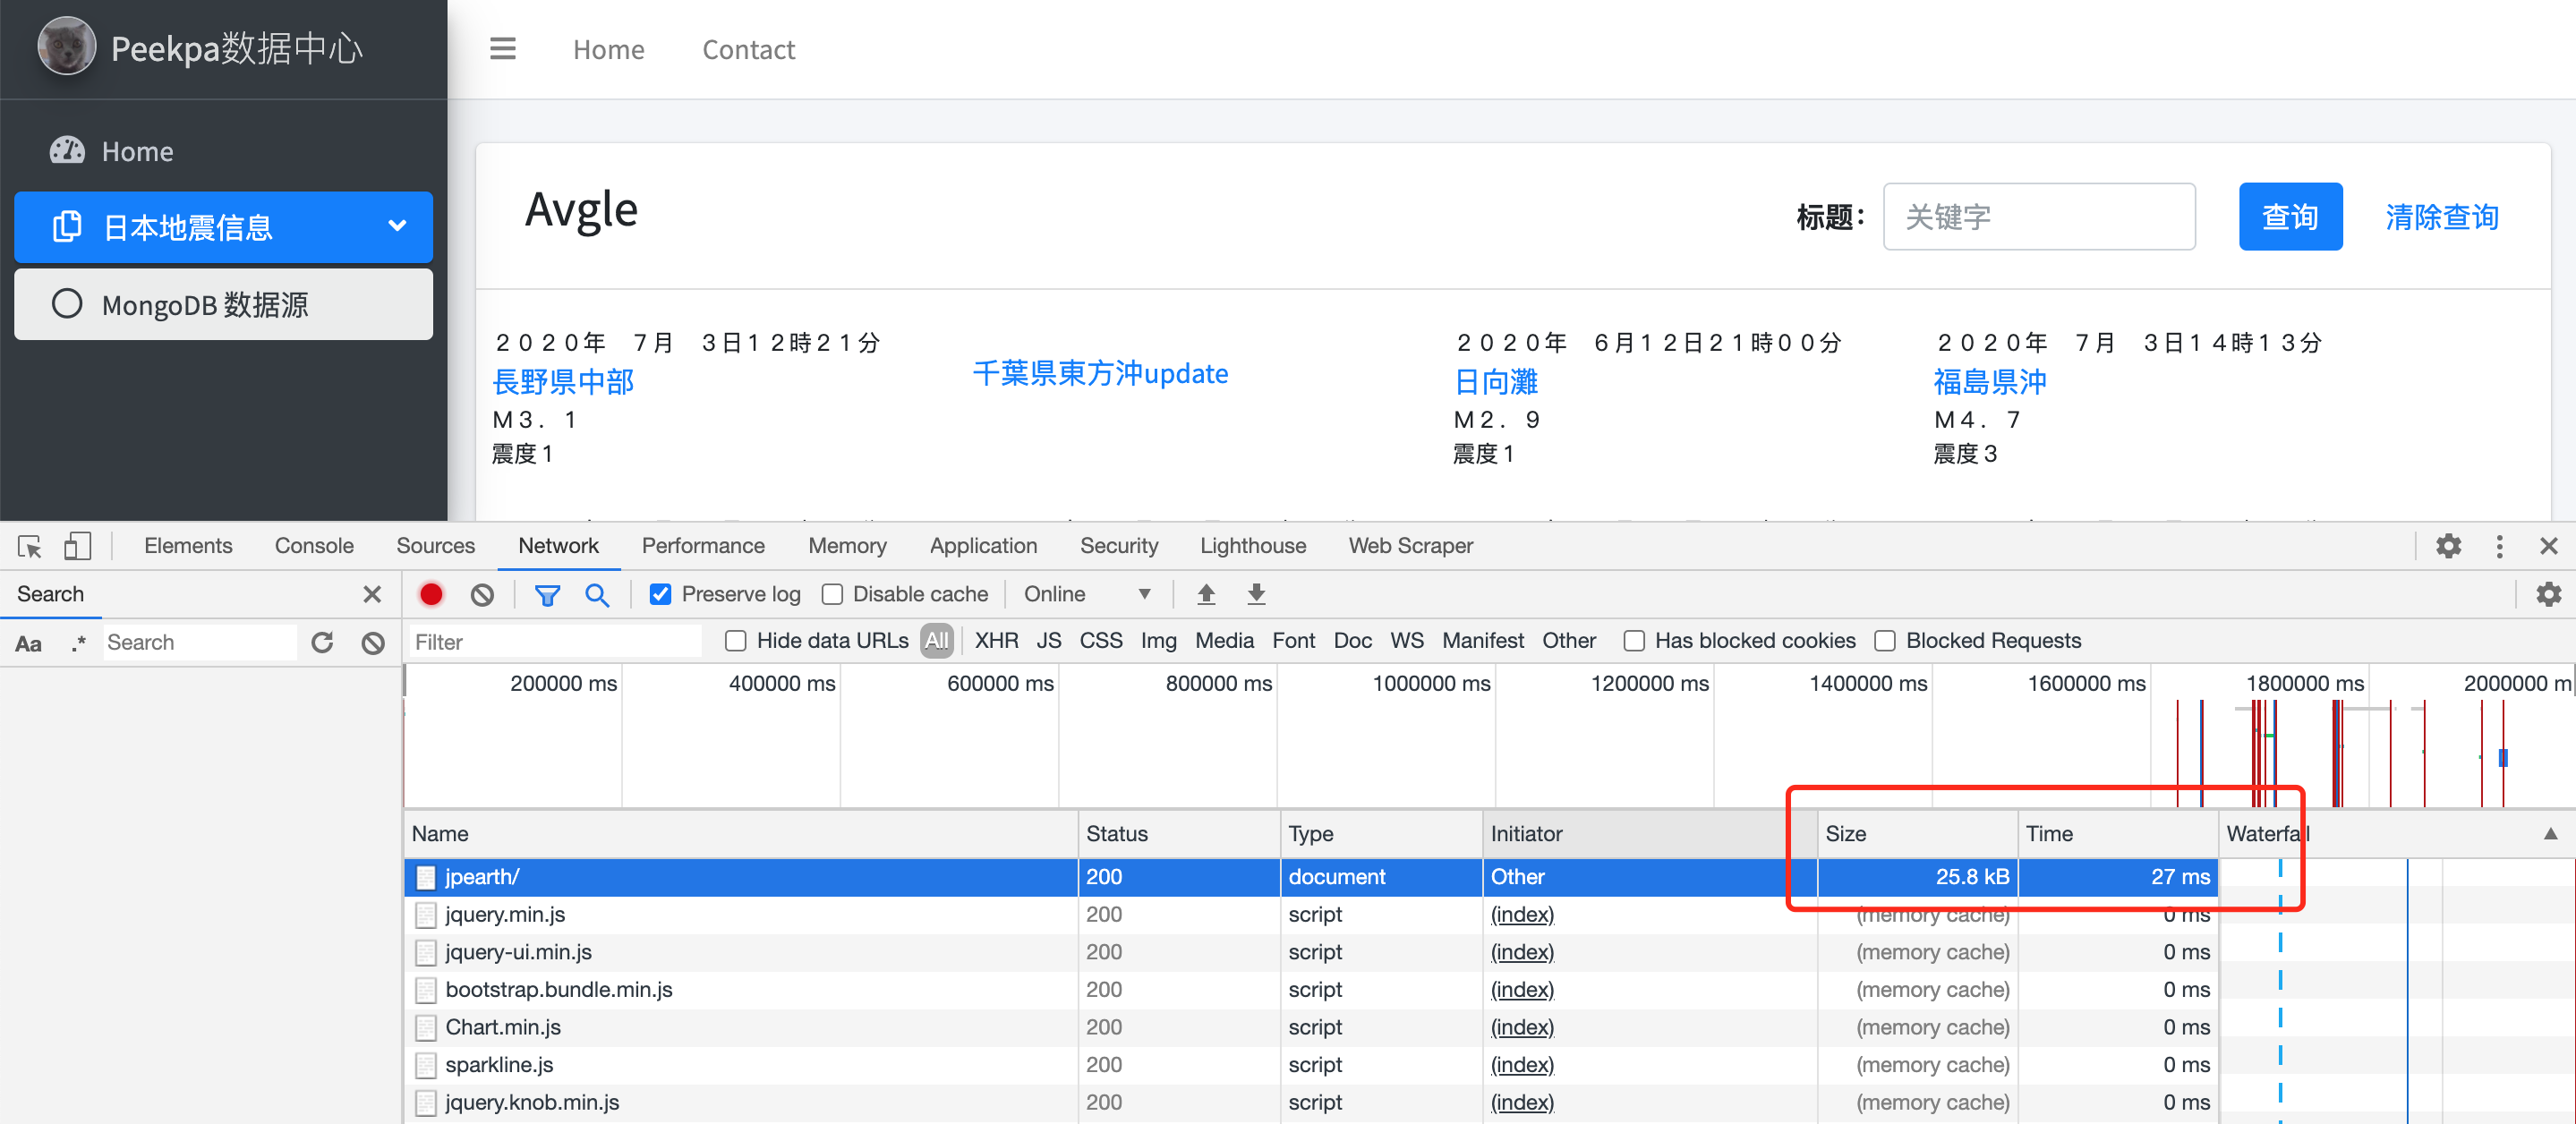 Peekpa数据中心
Home
Contact
Home
日本地震信息
MongoDB 数据源
Avgle
标题：
关键字
查询
清除查询
２０２０年　７月　３日１２時２１分
長野県中部
Ｍ３．１
震度１
千葉県東方沖update
２０２０年　６月１２日２１時００分
日向灘
Ｍ２．９
震度１
２０２０年　７月　３日１４時１３分
福島県沖
Ｍ４．７
震度３
Elements Console Sources Network Performance Memory Application Security Lighthouse Web Scraper
Search
Preserve log Disable cache Online
Aa .* Search
Filter Hide data URLs All XHR JS CSS Img Media Font Doc WS Manifest Other Has blocked cookies Blocked Requests
200000 ms 400000 ms 600000 ms 800000 ms 1000000 ms 1200000 ms 1400000 ms 1600000 ms 1800000 ms 2000000 m
Name Status Type Initiator Size Time Waterfall
jpearth/ 200 document Other 25.8 kB 27 ms
jquery.min.js 200 script (index) (memory cache) 0 ms
jquery-ui.min.js 200 script (index) (memory cache) 0 ms
bootstrap.bundle.min.js 200 script (index) (memory cache) 0 ms
Chart.min.js 200 script (index) (memory cache) 0 ms
sparkline.js 200 script (index) (memory cache) 0 ms
jquery.knob.min.js 200 script (index) (memory cache) 0 ms